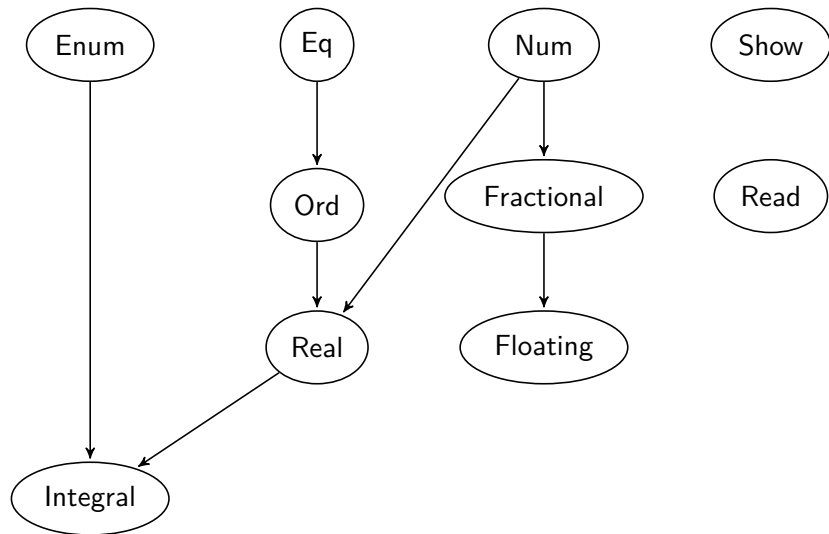 Enum
Eq
Num
Show
Ord
Fractional
Read
Real
Floating
Integral